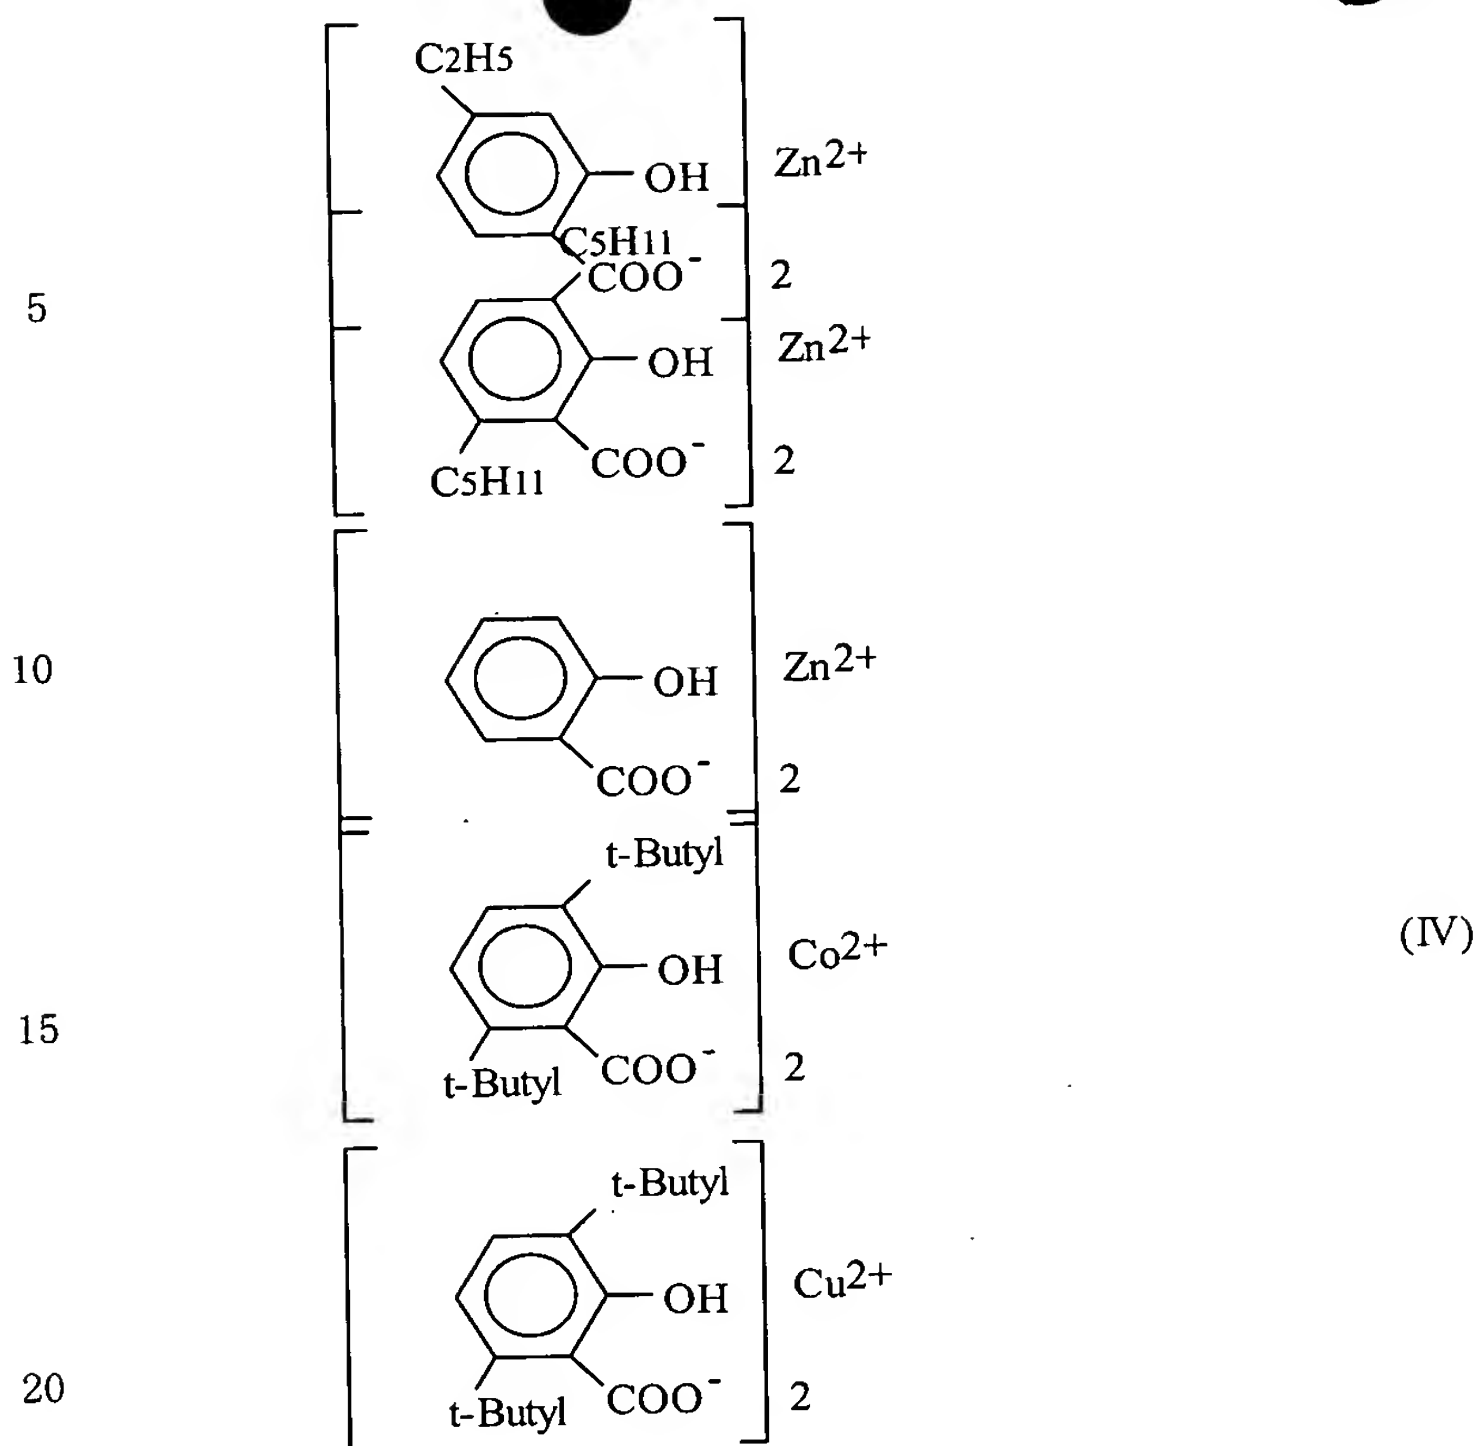 C2H5
OH
Zn2+
C5H11
COO-
2
5
OH
Zn2+
COO-
2
C5H11
10
OH
Zn2+
COO-
2
t-Butyl
(IV)
OH
Co2+
15
COO-
2
t-Butyl
t-Butyl
OH
Cu2+
20
COO-
2
t-Butyl